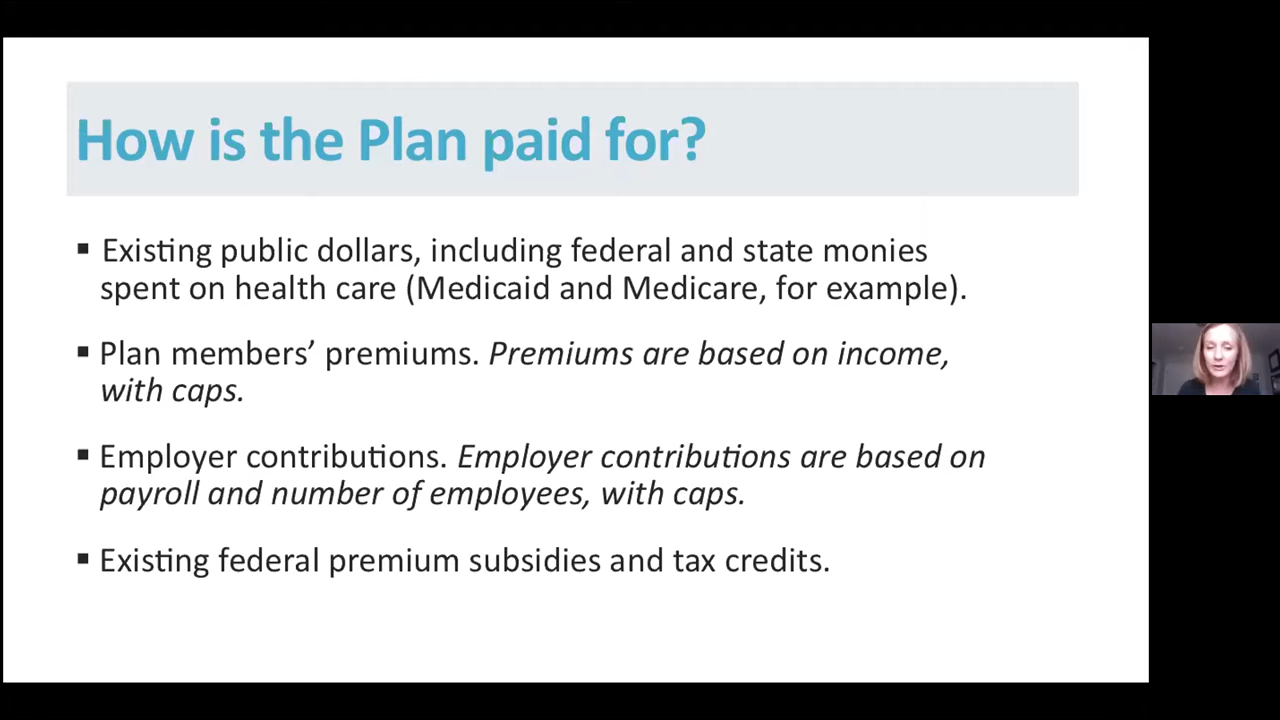 How is the Plan paid for?
▪ Existing public dollars, including federal and state monies
spent on health care (Medicaid and Medicare, for example).
▪ Plan members’ premiums. Premiums are based on income,
with caps.
▪ Employer contributions. Employer contributions are based on
payroll and number of employees, with caps.
▪ Existing federal premium subsidies and tax credits.